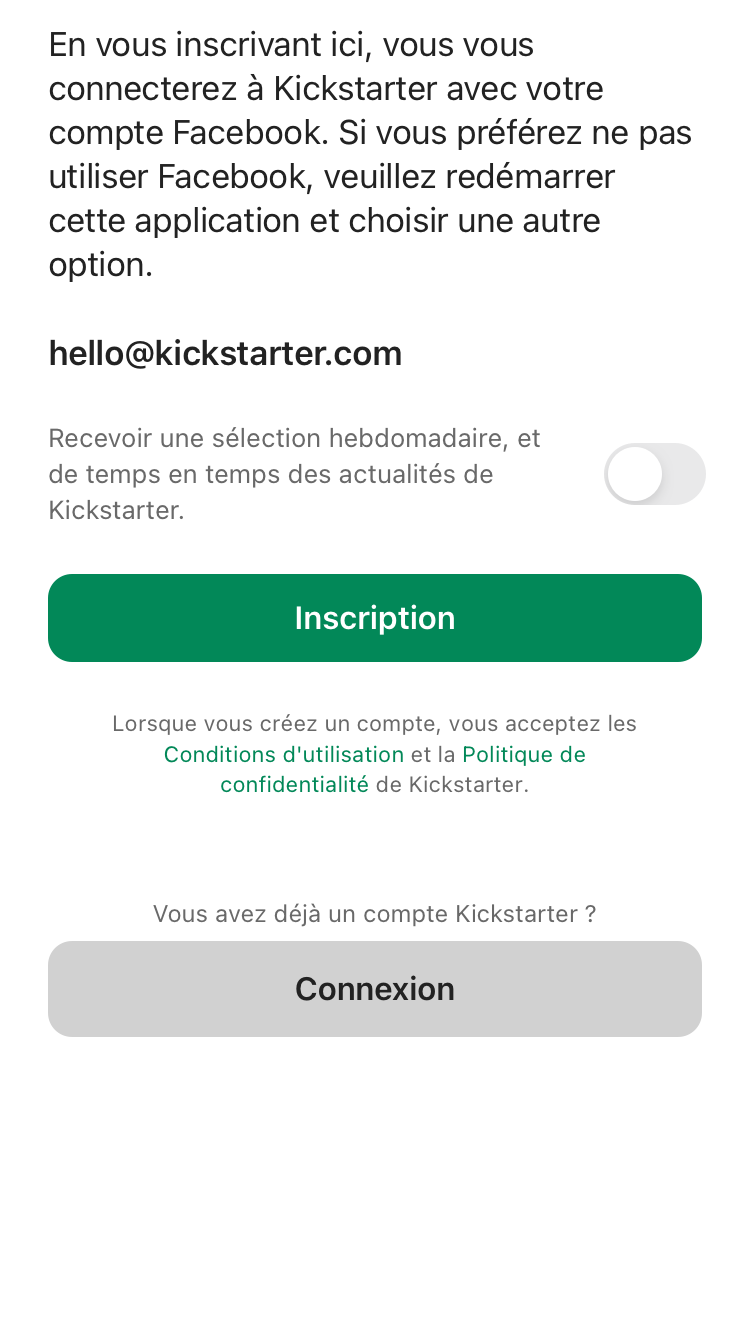 En vous inscrivant ici, vous vous
connecterez à Kickstarter avec votre
compte Facebook. Si vous préférez ne pas
utiliser Facebook, veuillez redémarrer
cette application et choisir une autre
option.
hello@kickstarter.com
Recevoir une sélection hebdomadaire, et
de temps en temps des actualités de
Kickstarter.
Inscription
Lorsque vous créez un compte, vous acceptez les
Conditions d'utilisation et la Politique de
confidentialité de Kickstarter.
Vous avez déjà un compte Kickstarter ?
Connexion